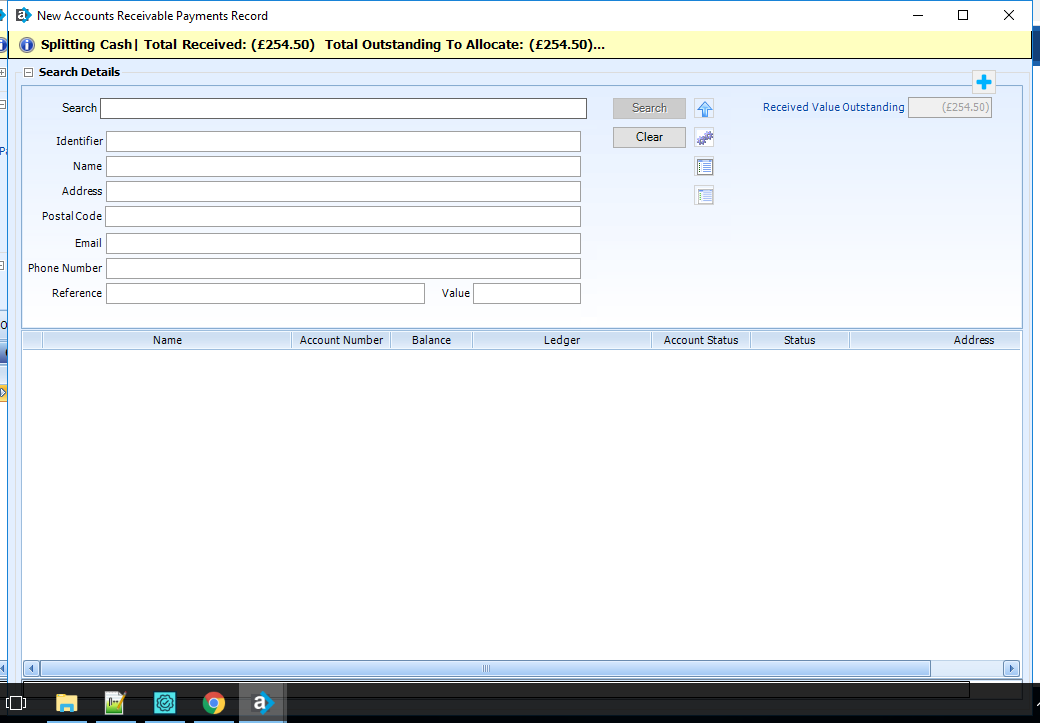 New Accounts Receivable Payments Record
Splitting Cash| Total Received: (£254.50)  Total Outstanding To Allocate: (£254.50)...
Search Details
Search
Search
Received Value Outstanding (£254.50)
Identifier
Clear
Name
Address
Postal Code
Email
Phone Number
Reference
Value
Name Account Number Balance Ledger Account Status Status Address